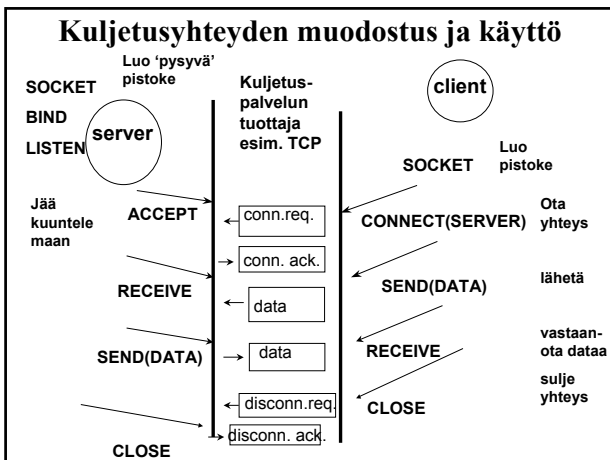 Kuljetusyhteyden muodostus ja käyttö
Luo ‘pysyvä’
pistoke
SOCKET
BIND
LISTEN
server
Kuljetus-
palvelun
tuottaja
esim. TCP
client
SOCKET
Luo
pistoke
Jää
kuuntele
maan
ACCEPT
conn.req.
CONNECT(SERVER)
Ota
yhteys
conn. ack.
RECEIVE
data
SEND(DATA)
lähetä
SEND(DATA)
data
RECEIVE
vastaan-
ota dataa
sulje
yhteys
disconn.req.
CLOSE
disconn. ack.
CLOSE